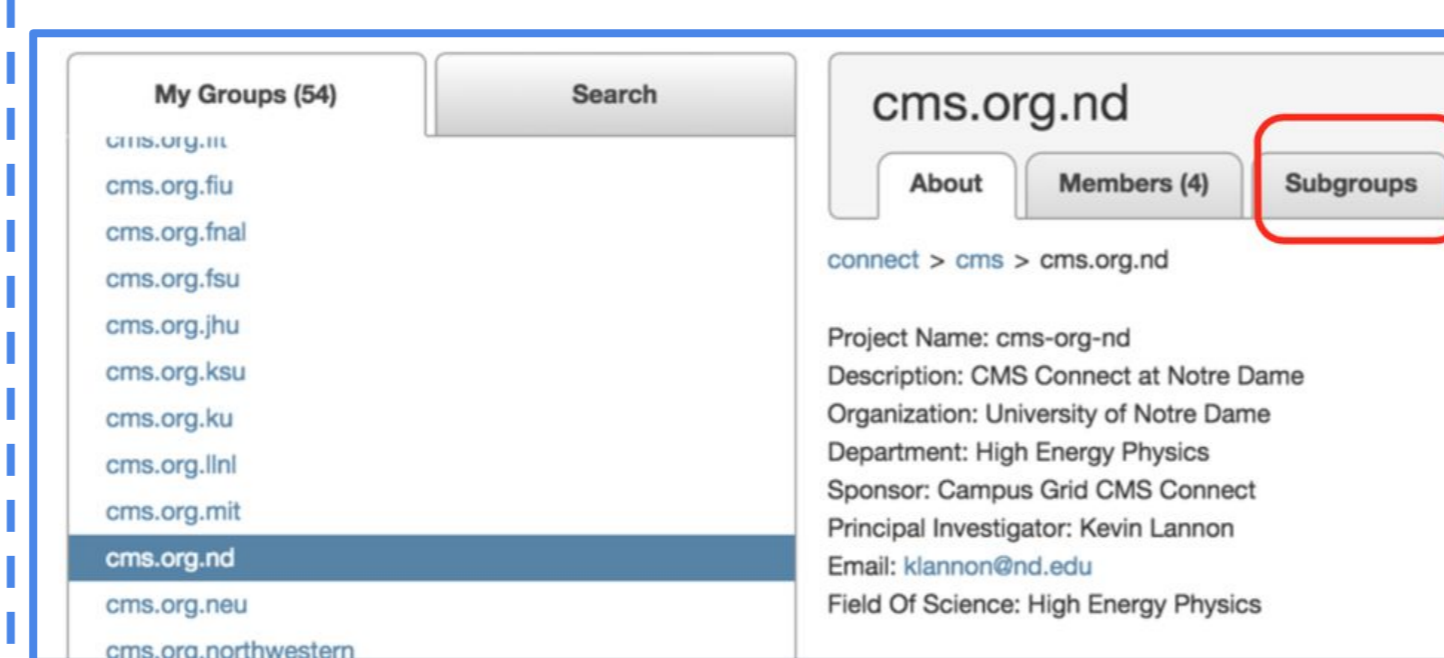 My Groups (54)
Search
cms.org.fit
cms.org.fiu
cms.org.fnal
cms.org.fsu
cms.org.jhu
cms.org.ksu
cms.org.ku
cms.org.llnl
cms.org.mit
cms.org.nd
cms.org.neu
cms.org.northwestern
cms.org.nd
About
Members (4)
Subgroups
connect > cms > cms.org.nd
Project Name: cms-org-nd
Description: CMS Connect at Notre Dame
Organization: University of Notre Dame
Department: High Energy Physics
Sponsor: Campus Grid CMS Connect
Principal Investigator: Kevin Lannon
Email: klannon@nd.edu
Field Of Science: High Energy Physics